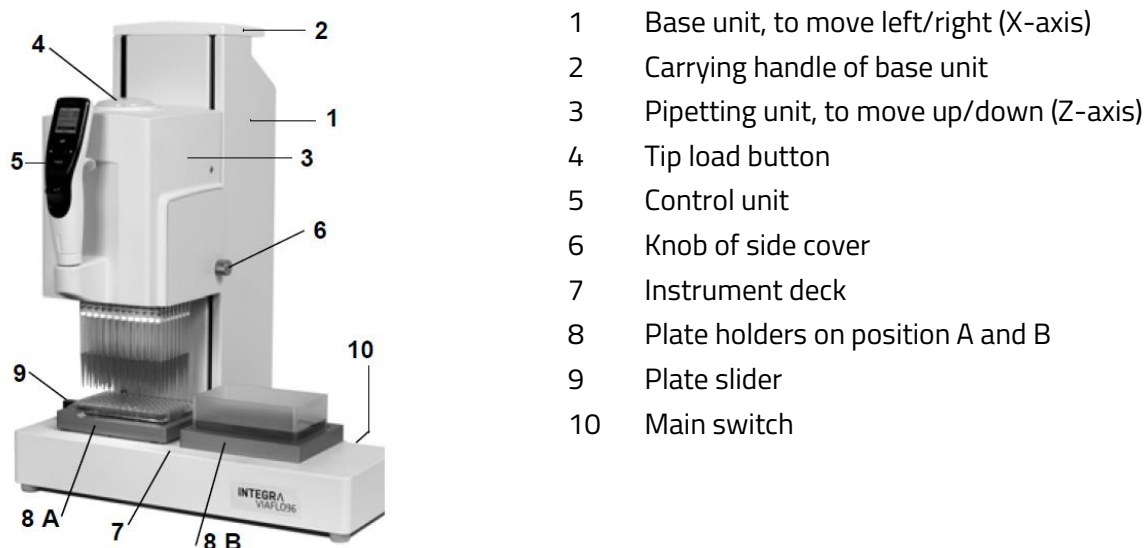 2
4
1
5
3
6
10
9
INTEGRA
VIAFLO96
8 A
7
8 B
1 Base unit, to move left/right (X-axis)
2 Carrying handle of base unit
3 Pipetting unit, to move up/down (Z-axis)
4 Tip load button
5 Control unit
6 Knob of side cover
7 Instrument deck
8 Plate holders on position A and B
9 Plate slider
10 Main switch